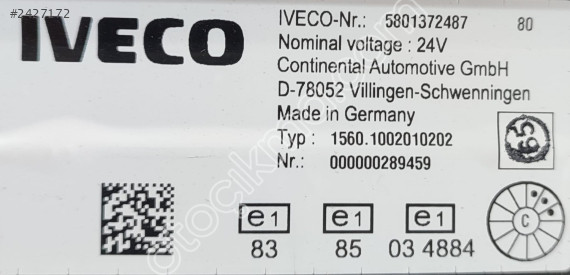 #2427172
IVECO
IVECO-Nr.: 5801372487 80
Nominal voltage : 24V
Continental Automotive GmbH
D-78052 Villingen-Schwenningen
Made in Germany
Typ : 1560.1002010202
Nr.: 000000289459
65
e1 e1 e1
83 85 03 4884
C